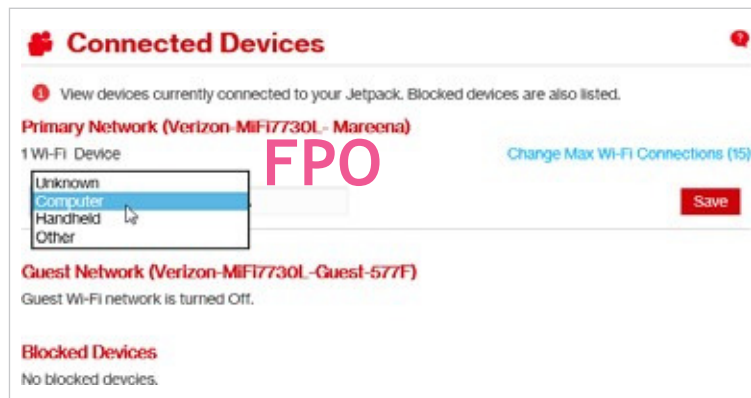 Connected Devices
?
View devices currently connected to your Jetpack. Blocked devices are also listed.
Primary Network (Verizon-MiFi7730L- Mareena)
1 Wi-Fi Device
FPO
Change Max Wi-Fi Connections (15)
Unknown
Computer
Handheld
Other
Save
Guest Network (Verizon-MiFi7730L-Guest-577F)
Guest Wi-Fi network is turned Off.
Blocked Devices
No blocked devcies.